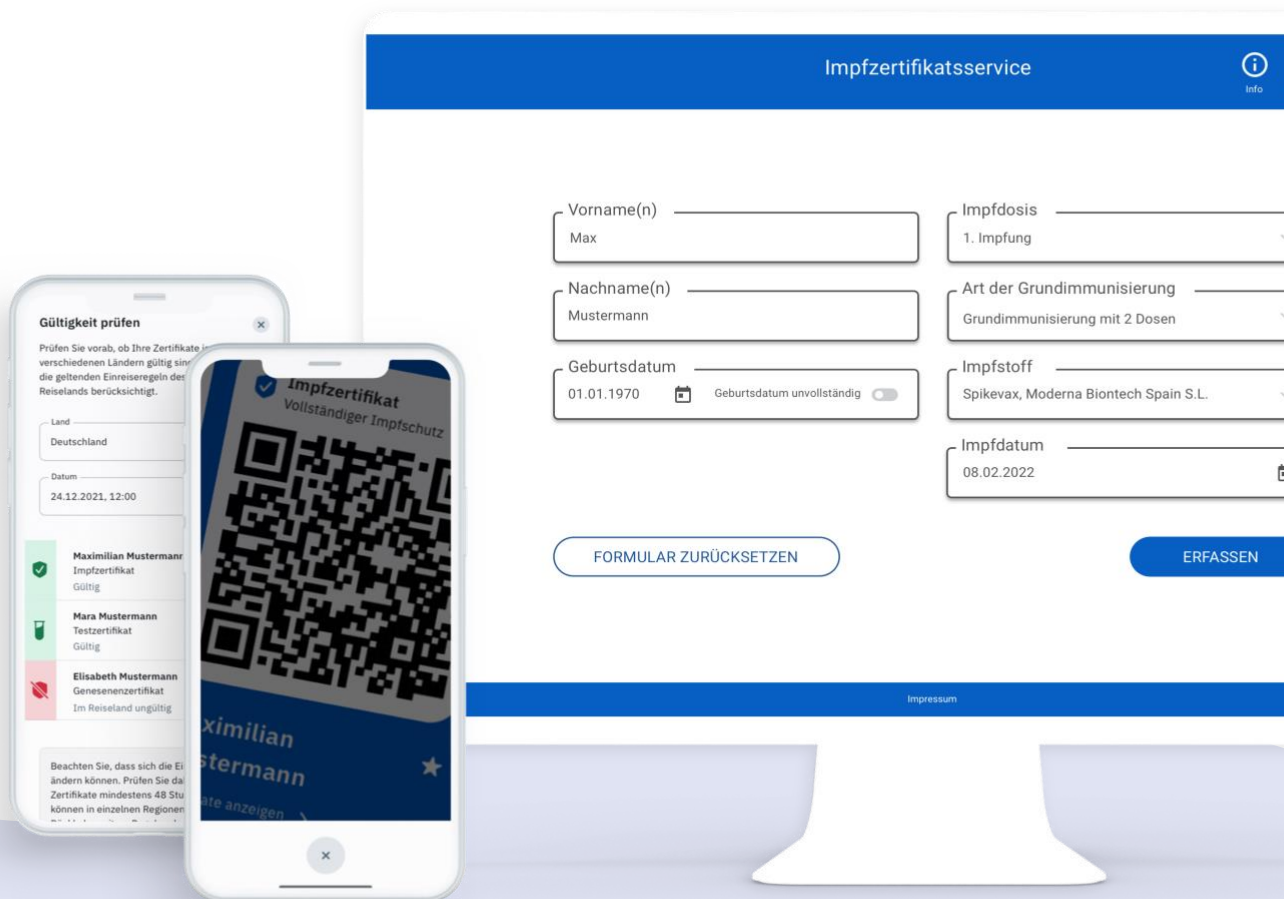 Impfzertifikatsservice
Info
Vorname(n)
Max
Nachname(n)
Mustermann
Geburtsdatum
01.01.1970
Geburtsdatum unvollständig
Impfdosis
1. Impfung
Art der Grundimmunisierung
Grundimmunisierung mit 2 Dosen
Impfstoff
Spikevax, Moderna Biontech Spain S.L.
Impfdatum
08.02.2022
FORMULAR ZURÜCKSETZEN
ERFASSEN
Impressum
Gültigkeit prüfen
Prüfen Sie vorab, ob Ihre Zertifikate
verschiedenen Ländern gültig
die geltenden Einreiseregeln des
Reiselands berücksichtigt.
Land
Deutschland
Datum
24.12.2021, 12:00
Maximilian Mustermann
Impfzertifikat
Gültig
Mara Mustermann
Testzertifikat
Gültig
Elisabeth Mustermann
Genesenenzertifikat
Im Reiseland ungültig
Beachten Sie, dass sich die
ändern können. Prüfen Sie
Zertifikate mindestens 48
können in einzelnen Regionen
Impfzertifikat
Vollständiger Impfschutz
ximilian
stermann
anzeigen